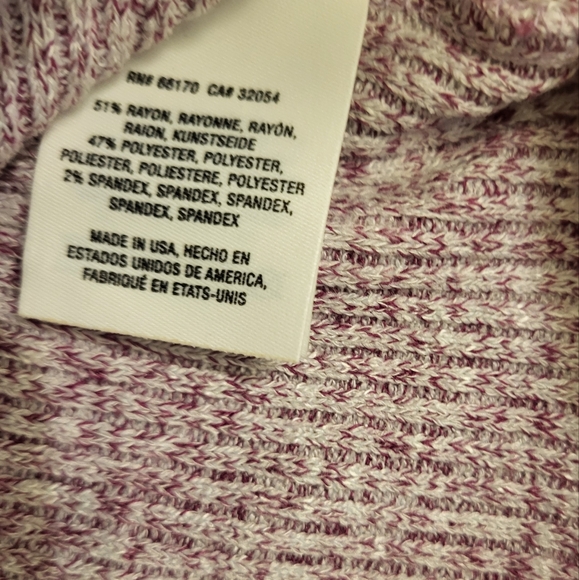 RN# 66170 CA# 32054
51% RAYON, RAYONNE, RAYÓN,
RAION, KUNSTSEIDE
47% POLYESTER, POLYESTER,
POLIESTER, POLIESTERE, POLYESTER
2% SPANDEX, SPANDEX, SPANDEX,
SPANDEX, SPANDEX
MADE IN USA, HECHO EN
ESTADOS UNIDOS DE AMERICA,
FABRIQUÉ EN ETATS-UNIS